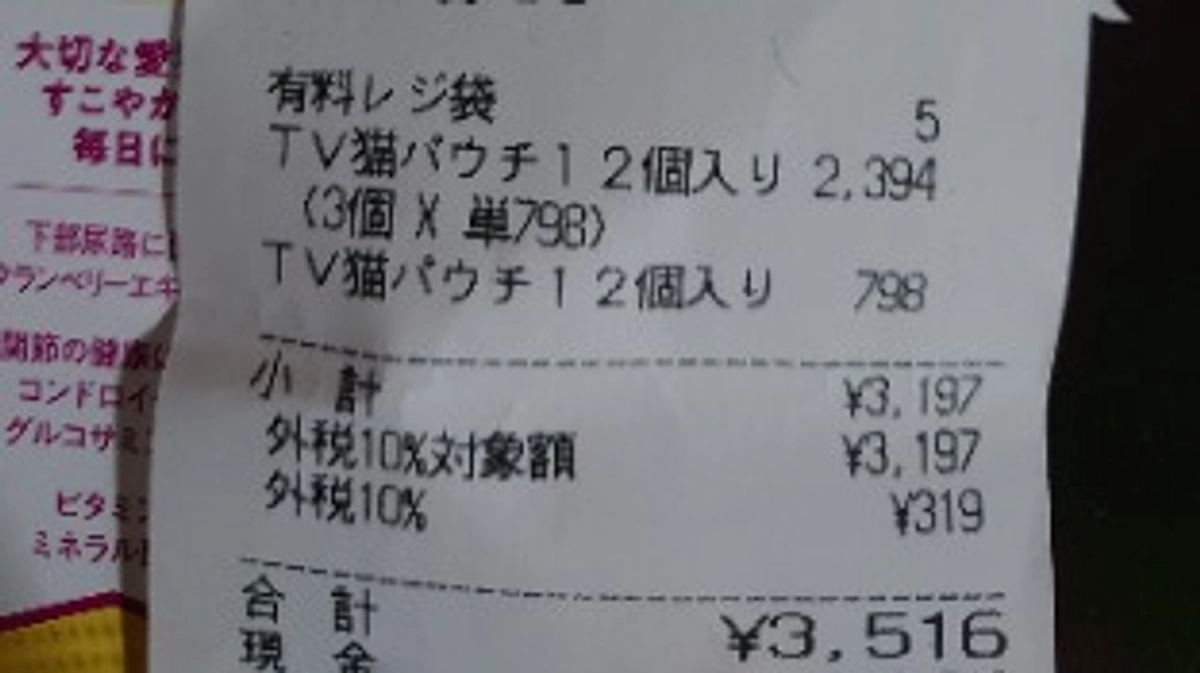 大切な愛
すこやか
毎日に
下部尿路に
クランベリーエキ
関節の健康に
コンドロイ
グルコサミ
ビタミン
ミネラル
有料レジ袋 5
TV猫パウチ12個入り 2,394
(3個 X 単798)
TV猫パウチ12個入り 798
小 計 ¥3,197
外税10%対象額 ¥3,197
外税10% ¥319
合 計 ¥3,516
現 金